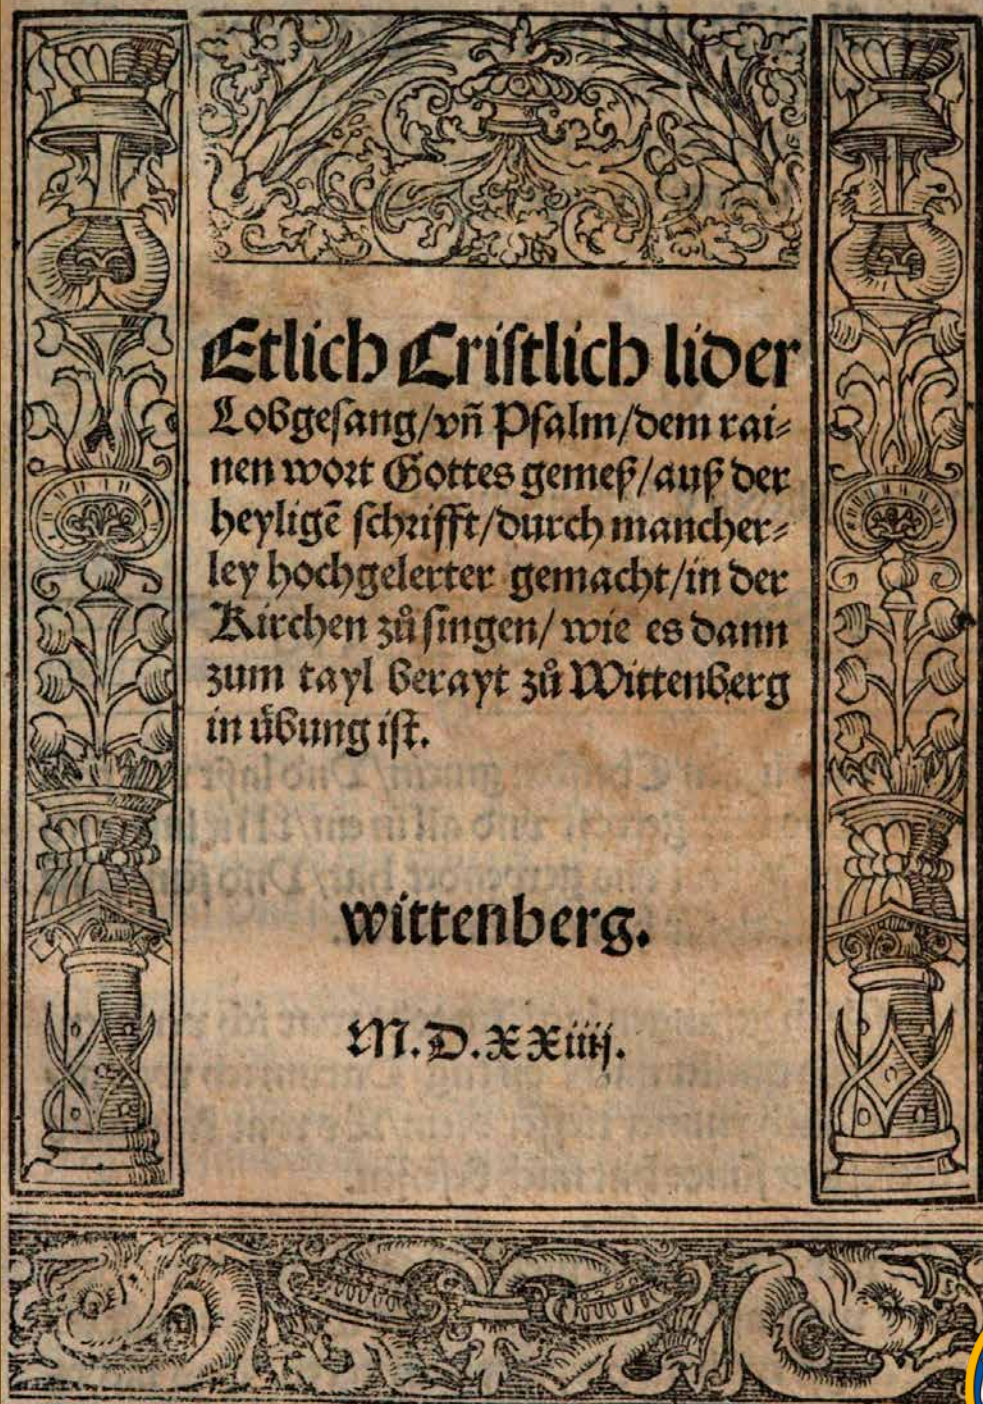 Etlich Cristlich lider
Lobgesang/vñ Psalm/dem rai⸗
nen wort Gottes gemeß/auß der
heyligē schrifft/durch mancher⸗
ley hochgelerter gemacht/in der
Kirchen zů singen/ wie es dann
zum tayl berayt zů Wittenberg
in übung ist.
wittenberg.
M.D.XXiiij.